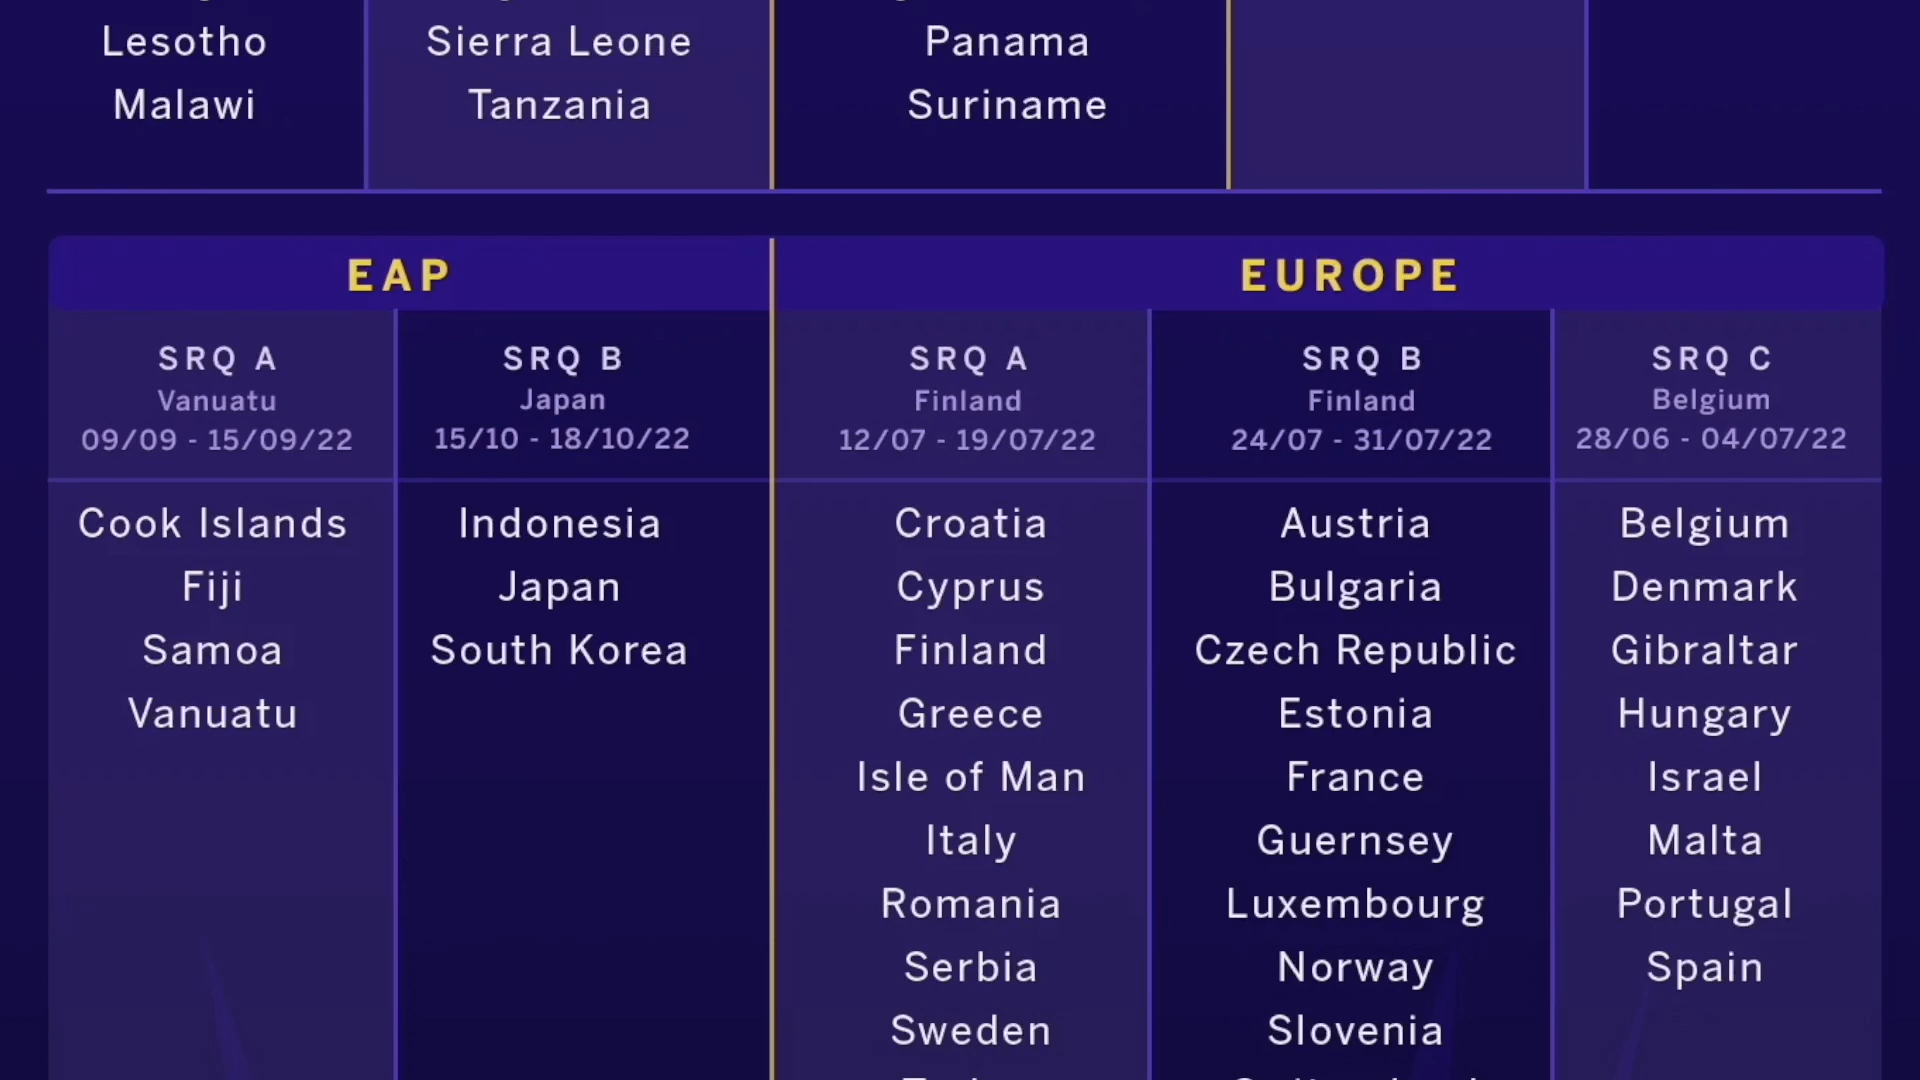 Lesotho
Malawi
Sierra Leone
Tanzania
Panama
Suriname
EAP
SRQ A
Vanuatu
09/09 - 15/09/22
Cook Islands
Fiji
Samoa
Vanuatu
SRQ B
Japan
15/10 - 18/10/22
Indonesia
Japan
South Korea
EUROPE
SRQ A
Finland
12/07 - 19/07/22
Croatia
Cyprus
Finland
Greece
Isle of Man
Italy
Romania
Serbia
Sweden
SRQ B
Finland
24/07 - 31/07/22
Austria
Bulgaria
Czech Republic
Estonia
France
Guernsey
Luxembourg
Norway
Slovenia
SRQ C
Belgium
28/06 - 04/07/22
Belgium
Denmark
Gibraltar
Hungary
Israel
Malta
Portugal
Spain